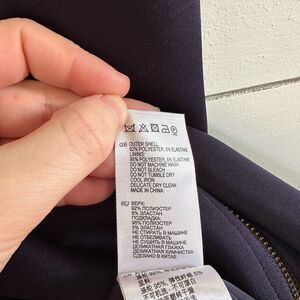 GB OUTER SHELL
92% POLYESTER, 8% ELASTANE
LINING:
95% POLYESTER, 5% ELASTANE
DO NOT MACHINE WASH
DO NOT BLEACH
DO NOT TUMBLE DRY
COOL IRON
DELICATE DRY CLEAN
MADE IN CHINA
RU ВЕРХ:
92% ПОЛИЭСТЕР
8% ЭЛАСТАН
ПОДКЛАДКА:
95% ПОЛИЭСТЕР
5% ЭЛАСТАН
НЕ СТИРАТЬ В МАШИНЕ
НЕ ОТБЕЛИВАТЬ
НЕ СУШИТЬ В МАШИНЕ
СДЕЛАНО В КИТАЕ
95%, 5%